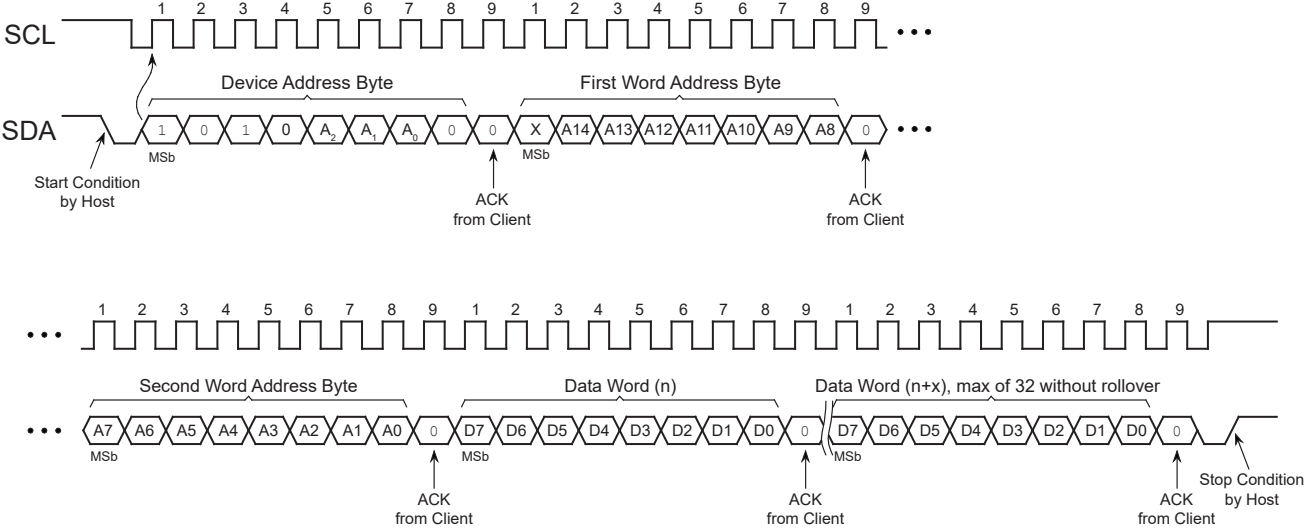 1 2 3 4 5 6 7 8 9 1 2 3 4 5 6 7 8 9
SCL •••
Device Address Byte First Word Address Byte
SDA 1 0 1 0 A2 A1 A0 0 0 X A14 A13 A12 A11 A10 A9 A8 0 •••
MSb MSb
Start Condition
by Host
ACK
from Client
ACK
from Client
1 2 3 4 5 6 7 8 9 1 2 3 4 5 6 7 8 9 1 2 3 4 5 6 7 8 9
•••
Second Word Address Byte Data Word (n) Data Word (n+x), max of 32 without rollover
••• A7 A6 A5 A4 A3 A2 A1 A0 0 D7 D6 D5 D4 D3 D2 D1 D0 0 D7 D6 D5 D4 D3 D2 D1 D0 0
MSb MSb MSb
ACK
from Client
ACK
from Client
ACK
from Client
Stop Condition
by Host